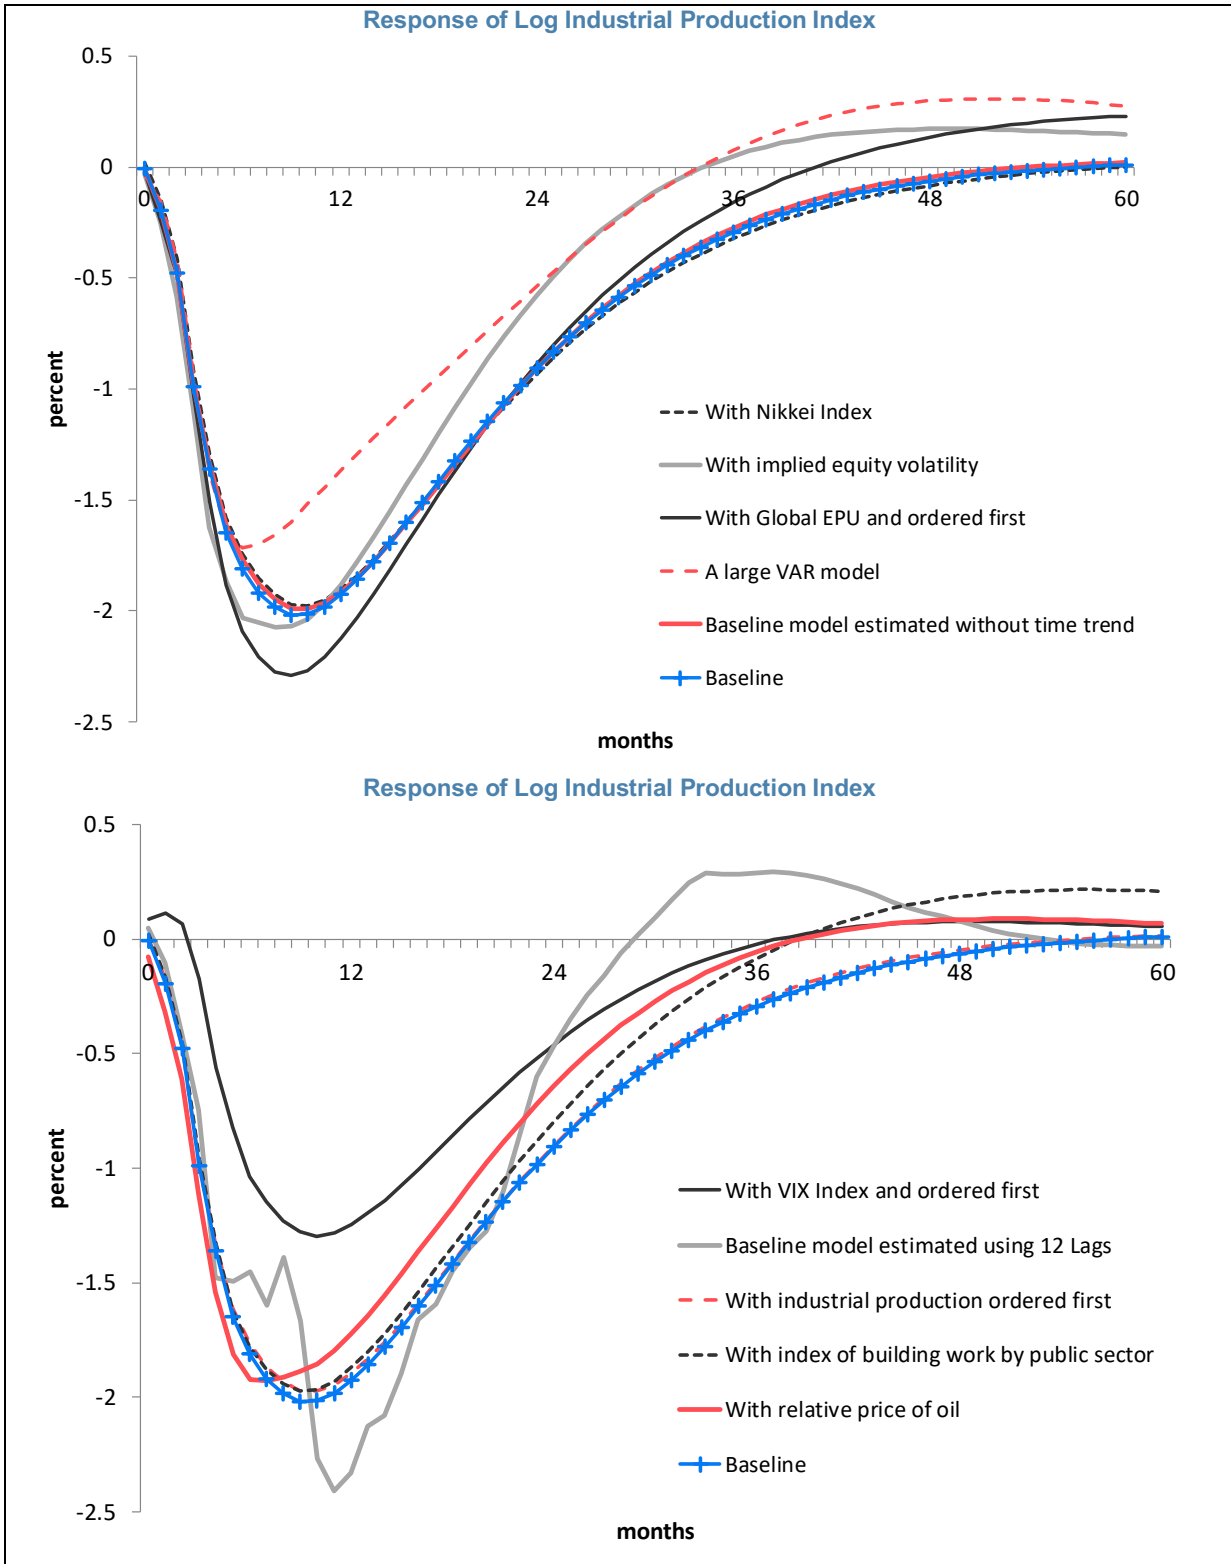 Response of Log Industrial Production Index
0.5
0
0 12 24 36 48 60
-0.5
-1
-1.5
-2
-2.5
percent
With Nikkei Index
With implied equity volatility
With Global EPU and ordered first
A large VAR model
Baseline model estimated without time trend
Baseline
months
Response of Log Industrial Production Index
0.5
0
0 12 24 36 48 60
-0.5
-1
-1.5
-2
-2.5
percent
With VIX Index and ordered first
Baseline model estimated using 12 Lags
With industrial production ordered first
With index of building work by public sector
With relative price of oil
Baseline
months